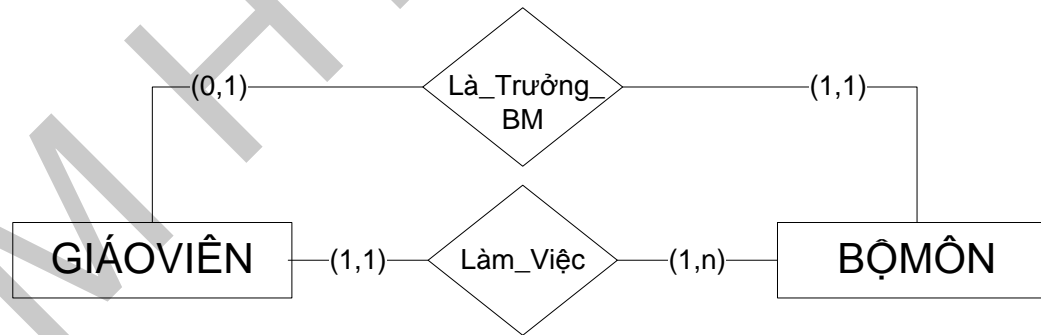 (0,1)
Là_Trưởng_
BM
(1,1)
GIÁOVIÊN
(1,1)
Làm_Việc
(1,n)
BỘMÔN